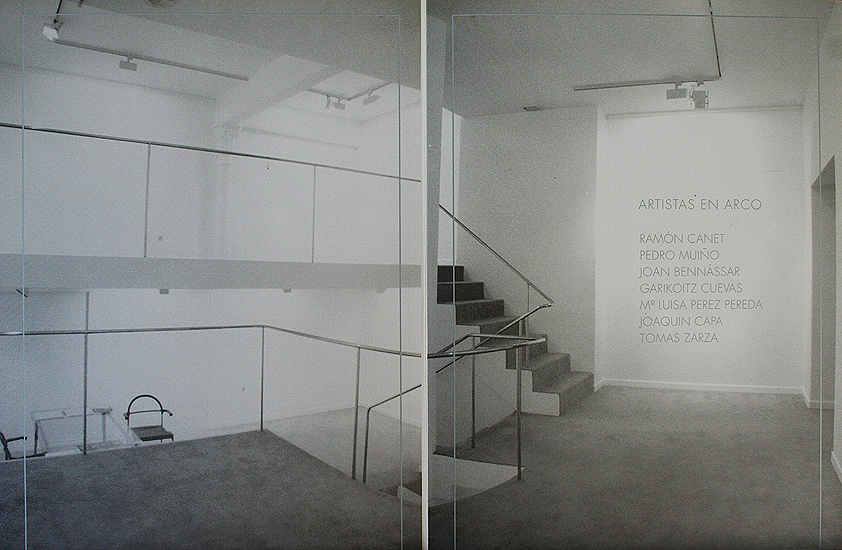 ARTISTAS EN ARCO
RAMÓN CANET
PEDRO MUIÑO
JOAN BENNÁSSAR
GARIKOITZ CUEVAS
Mª LUISA PEREZ PEREDA
JOAQUIN CAPA
TOMAS ZARZA